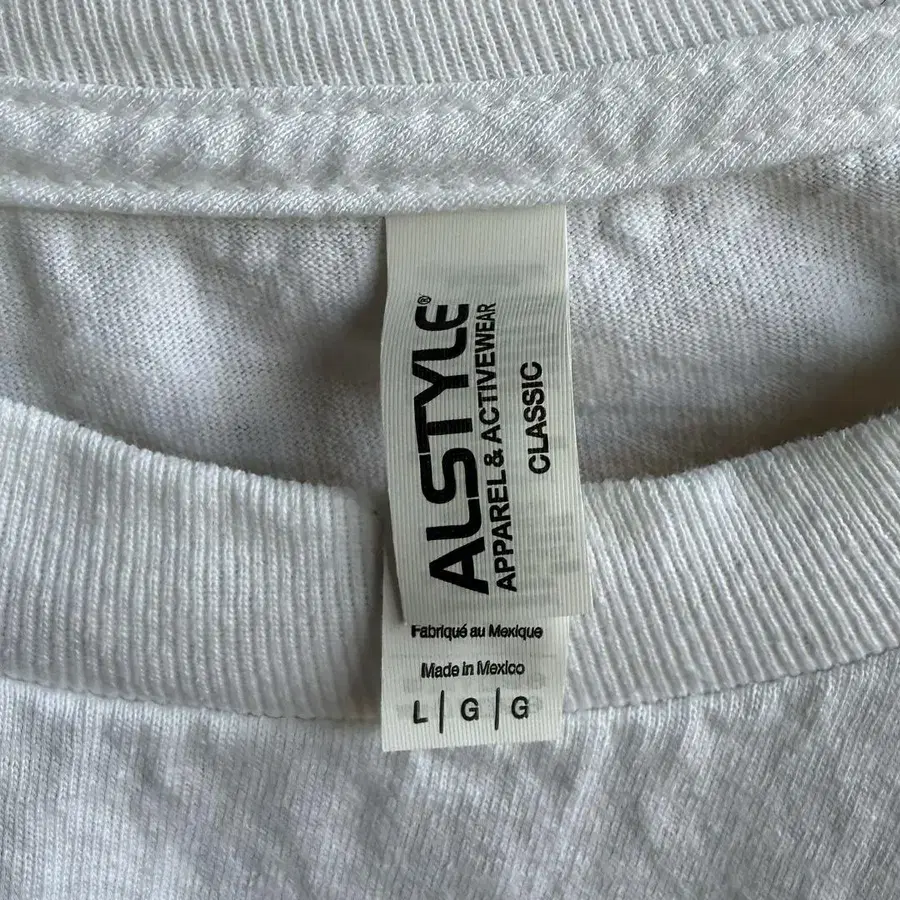 ALSTYLE®
APPAREL & ACTIVEWEAR
CLASSIC
Fabriqué au Mexique
Made in Mexico
L | G | G